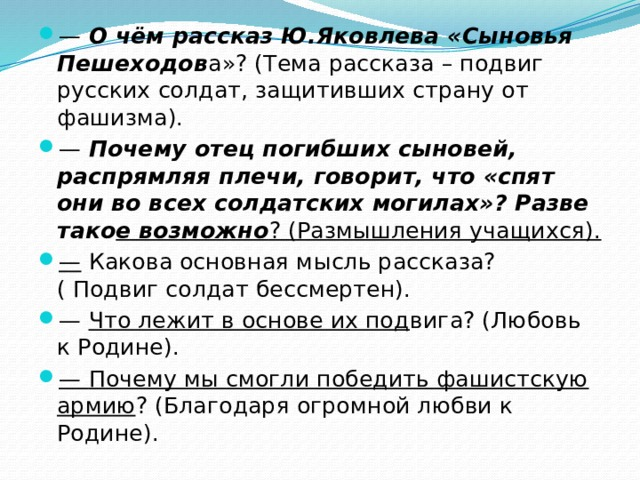 — О чём рассказ Ю.Яковлева «Сыновья
Пешеходова»? (Тема рассказа – подвиг
русских солдат, защитивших страну от
фашизма).
— Почему отец погибших сыновей,
распрямляя плечи, говорит, что «спят
они во всех солдатских могилах»? Разве
такое возможно? (Размышления учащихся).
— Какова основная мысль рассказа?
( Подвиг солдат бессмертен).
— Что лежит в основе их подвига? (Любовь
к Родине).
— Почему мы смогли победить фашистскую
армию? (Благодаря огромной любви к
Родине).